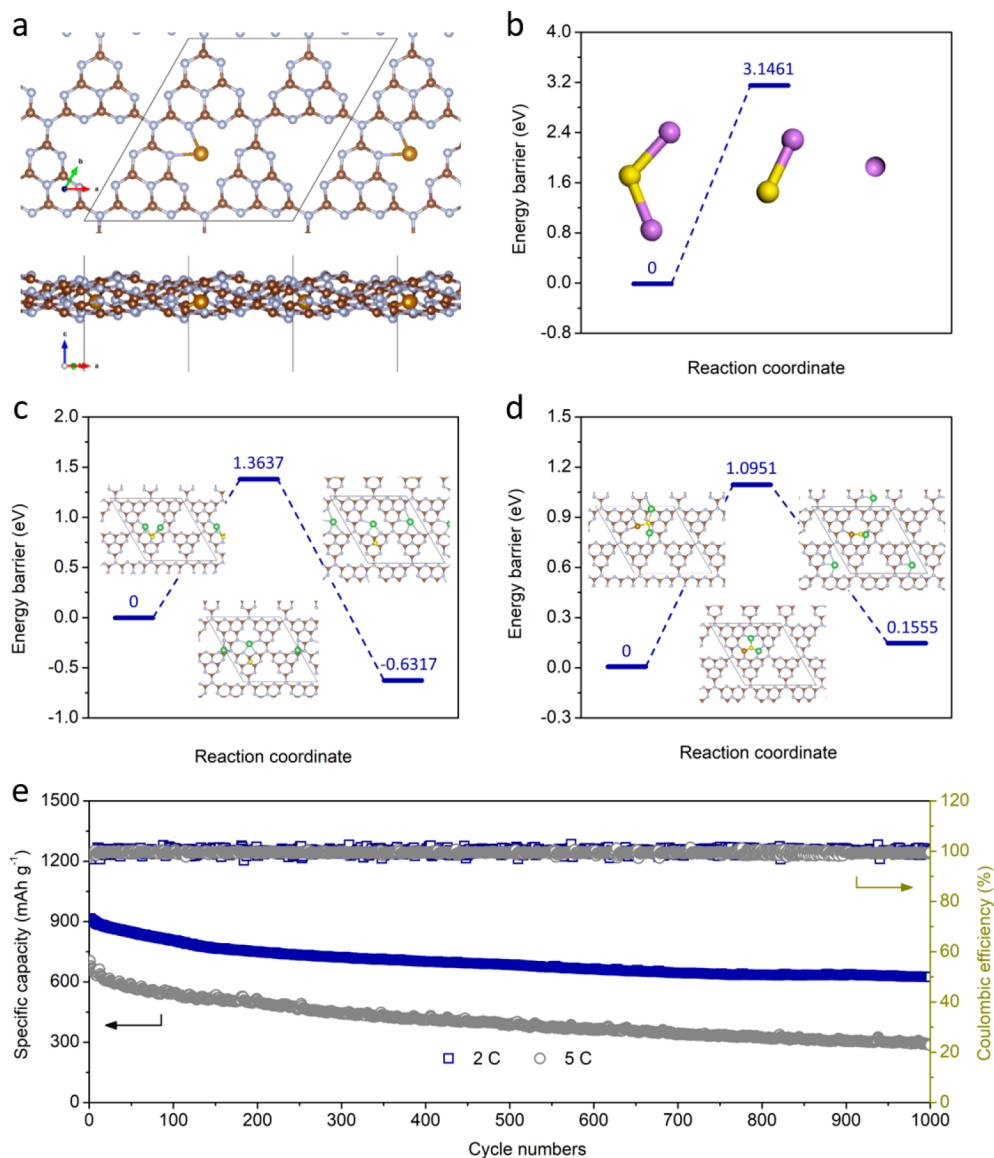 a
b
a
c
a
b
4.0
3.2
2.4
1.6
0.8
0.0
-0.8
Energy barrier (eV)
3.1461
0
Reaction coordinate
c
2.0
1.5
1.0
0.5
0.0
-0.5
-1.0
Energy barrier (eV)
1.3637
0
-0.6317
Reaction coordinate
d
1.5
1.2
0.9
0.6
0.3
0.0
-0.3
Energy barrier (eV)
1.0951
0
0.1555
Reaction coordinate
e
1500
1200
900
600
300
0
Specific capacity (mAh g⁻¹)
120
100
80
60
40
20
0
Coulombic efficiency (%)
2 C
5 C
0
100
200
300
400
500
600
700
800
900
1000
Cycle numbers